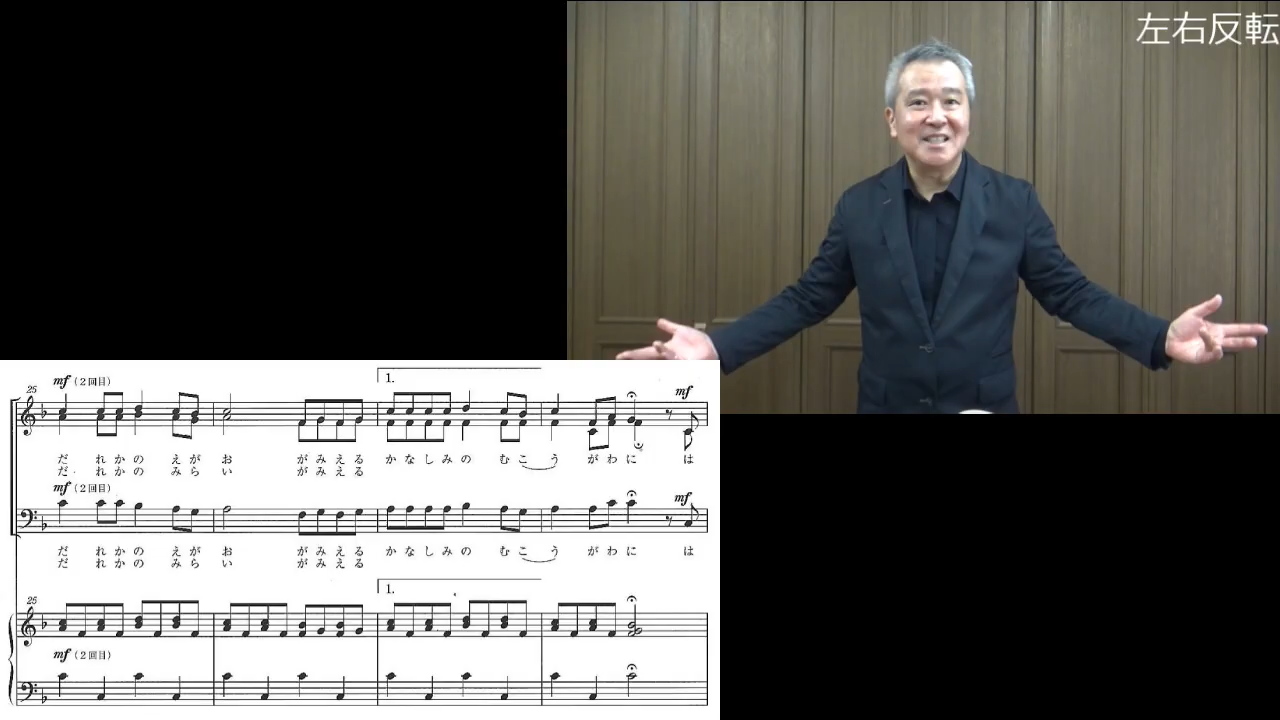 左右反転
mf (2回目)
1.
mf
25
だ れ か の え が お が み え る か な し み の む こ う が わ に は
だ れ か の み ら い が み え る
mf (2回目)
mf
だ れ か の え が お が み え る か な し み の む こ う が わ に は
だ れ か の み ら い が み え る
1.
25
mf (2回目)